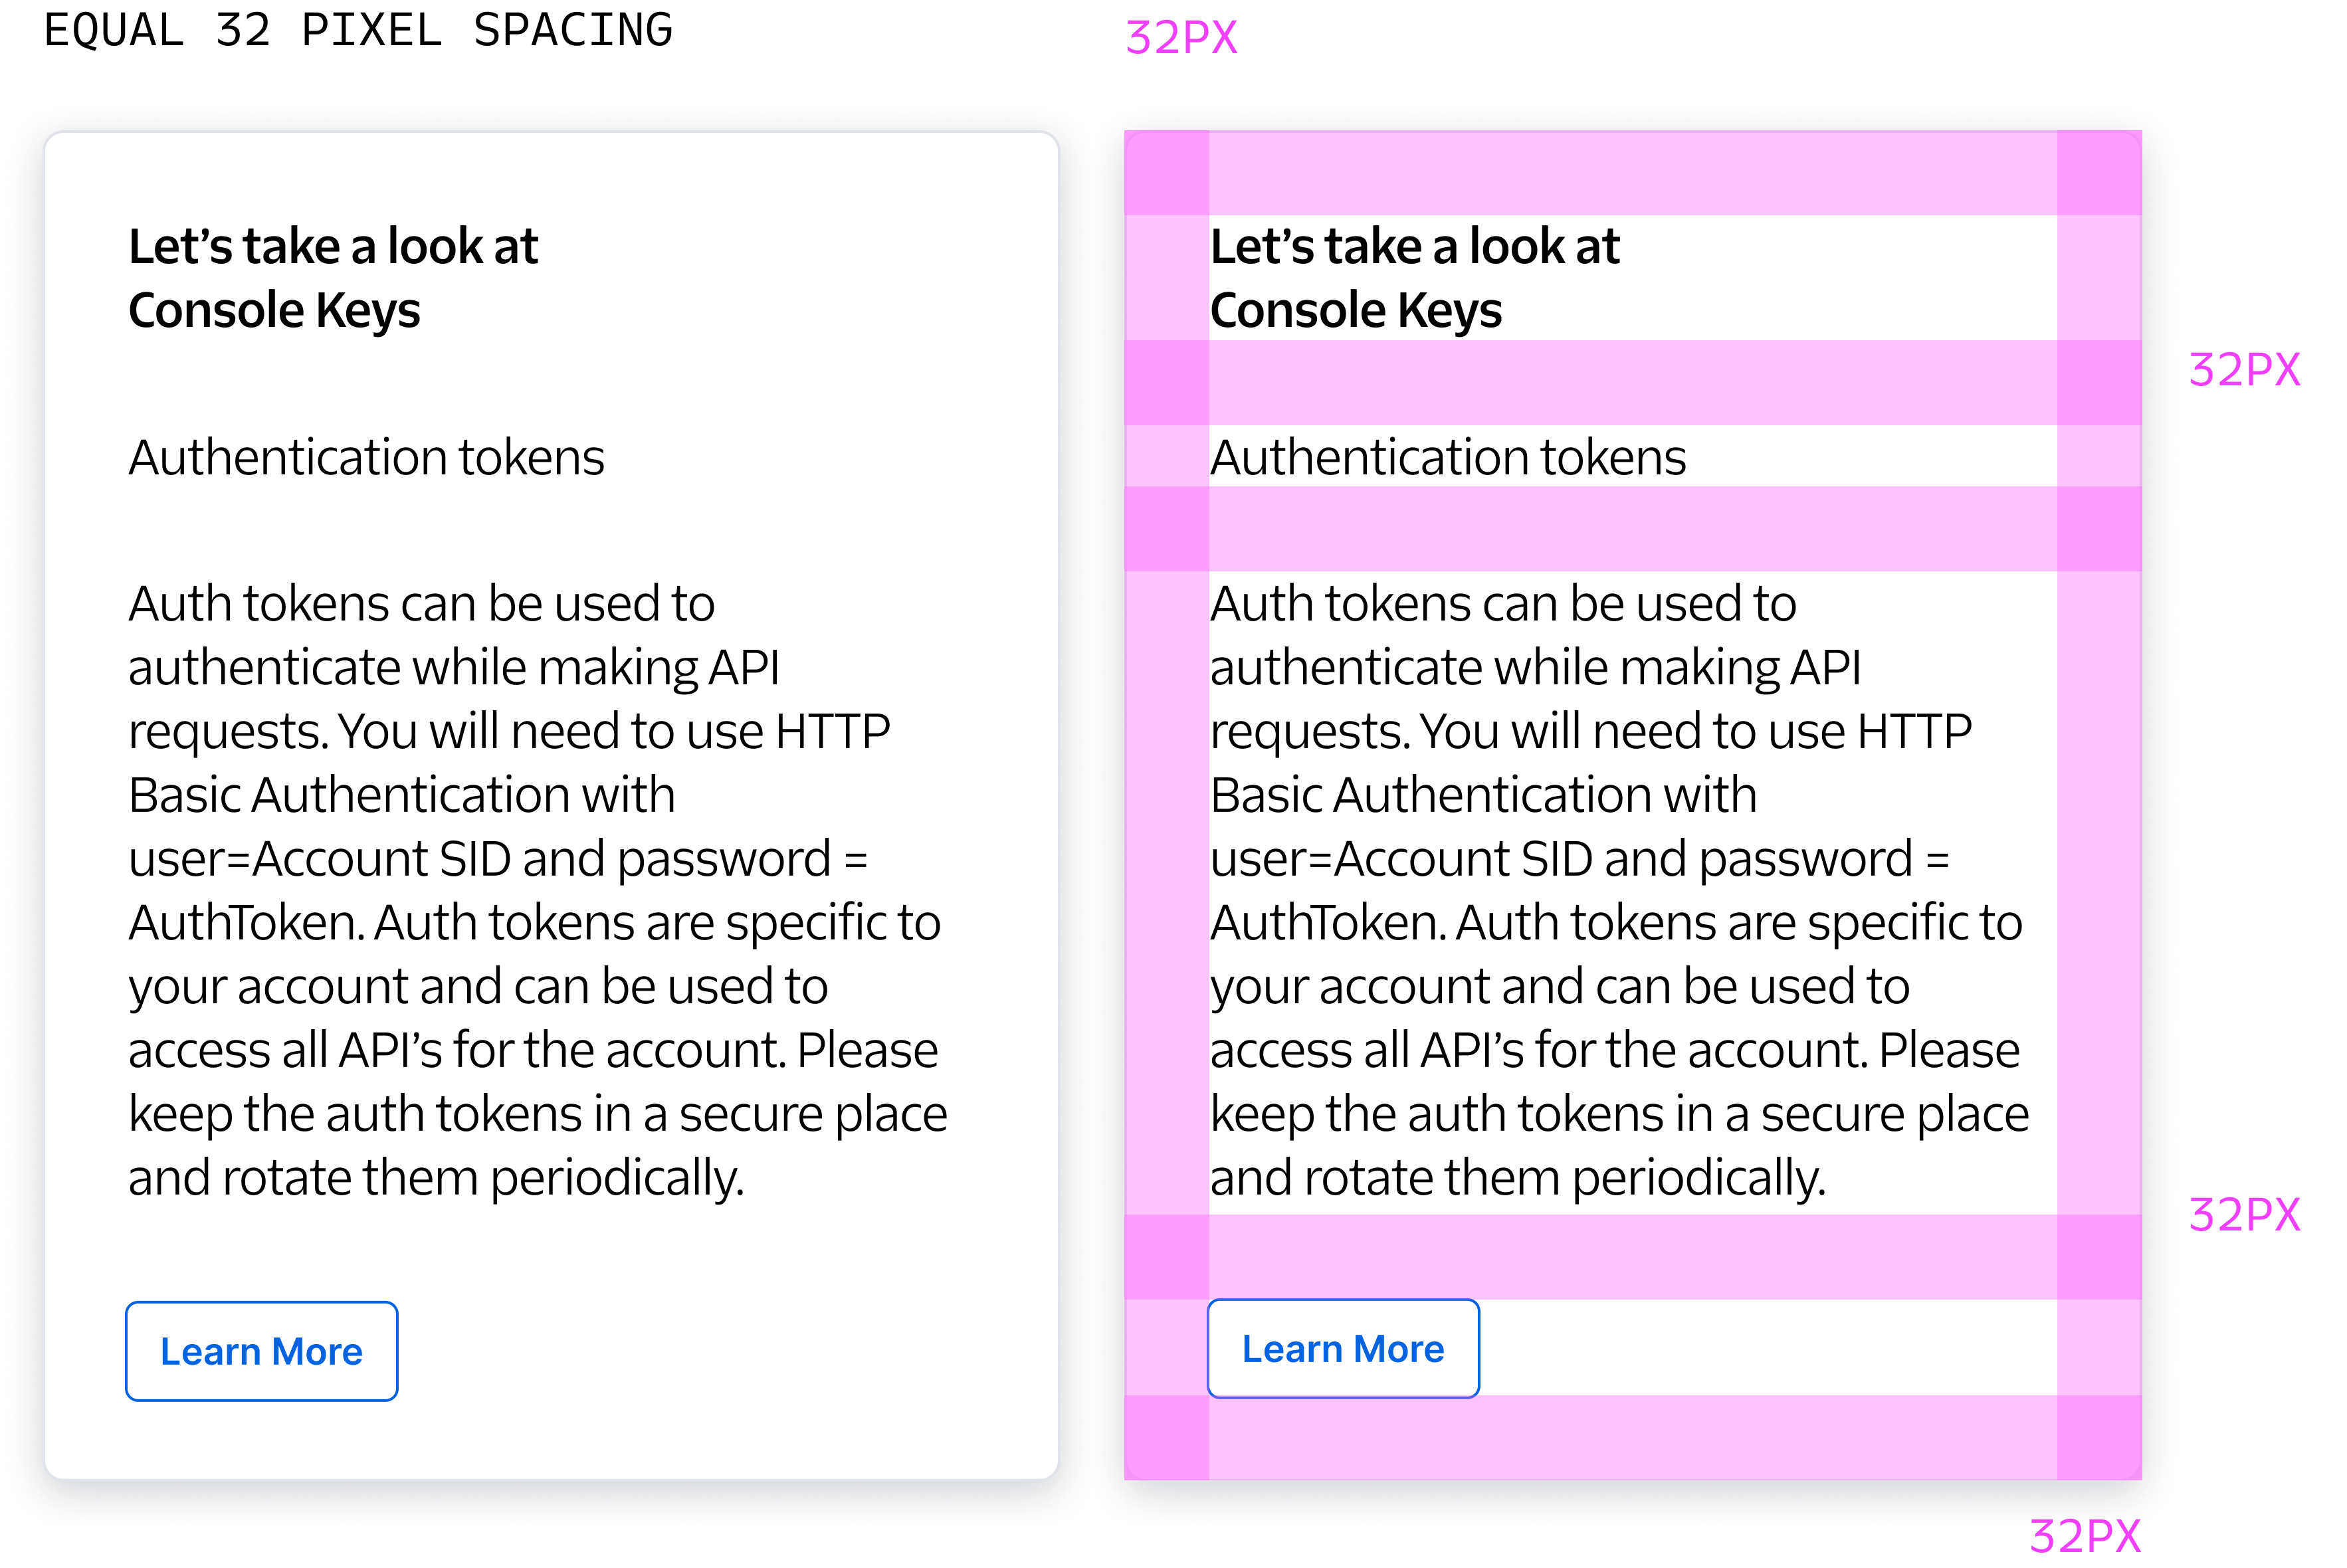 EQUAL 32 PIXEL SPACING
32PX
Let’s take a look at
Console Keys
Authentication tokens
Auth tokens can be used to
authenticate while making API
requests. You will need to use HTTP
Basic Authentication with
user=Account SID and password =
AuthToken. Auth tokens are specific to
your account and can be used to
access all API’s for the account. Please
keep the auth tokens in a secure place
and rotate them periodically.
Learn More
Let’s take a look at
Console Keys
32PX
Authentication tokens
Auth tokens can be used to
authenticate while making API
requests. You will need to use HTTP
Basic Authentication with
user=Account SID and password =
AuthToken. Auth tokens are specific to
your account and can be used to
access all API’s for the account. Please
keep the auth tokens in a secure place
and rotate them periodically.
32PX
Learn More
32PX